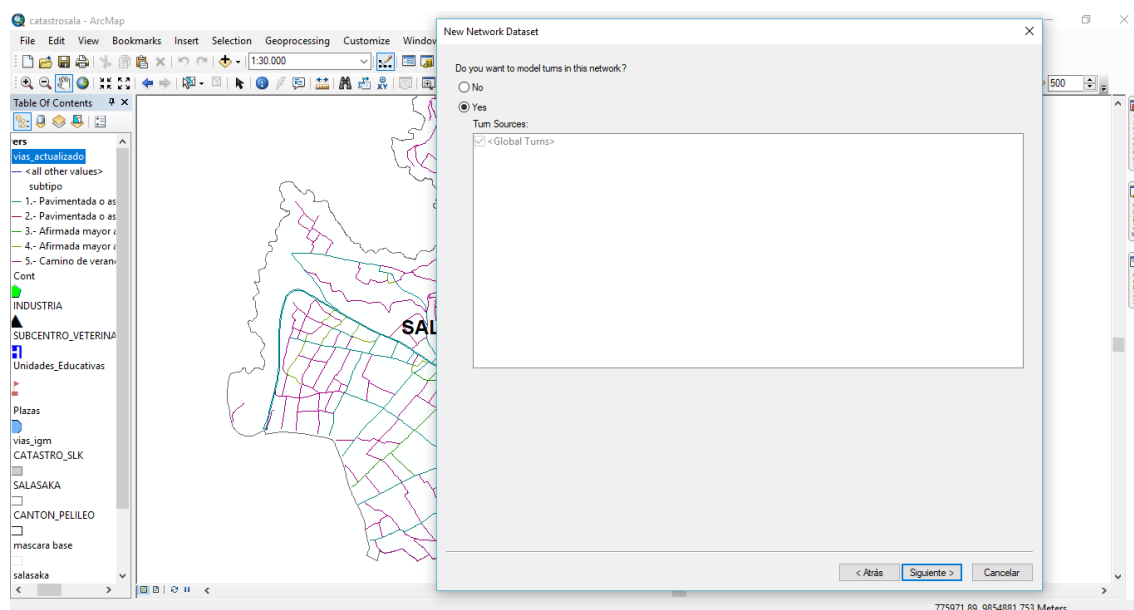 catastrosala - ArcMap
File Edit View Bookmarks Insert Selection Geoprocessing Customize Window
1:30.000
500
Table Of Contents
ers
vias_actualizado
<all other values>
subtipo
1.- Pavimentada o as
2.- Pavimentada o as
3.- Afirmada mayor a
4.- Afirmada mayor a
5.- Camino de veran
Cont
INDUSTRIA
SUBCENTRO_VETERINA
Unidades_Educativas
Plazas
vias_igm
CATASTRO_SLK
SALASAKA
CANTON_PELILEO
mascara base
salasaka
SAL
New Network Dataset
Do you want to model turns in this network?
No
Yes
Turn Sources:
<Global Turns>
< Atrás Siguiente > Cancelar
775971,89 9854881,753 Meters